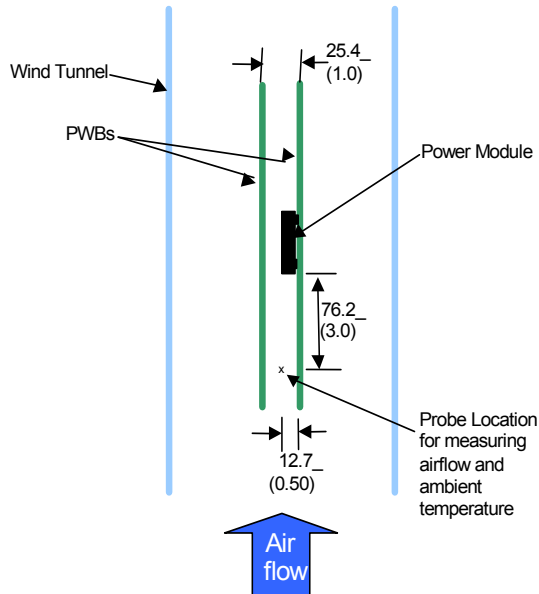 25.4_
(1.0)
Wind Tunnel
PWBs
Power Module
76.2_
(3.0)
x
Probe Location
for measuring
airflow and
ambient
temperature
12.7_
(0.50)
Air
flow